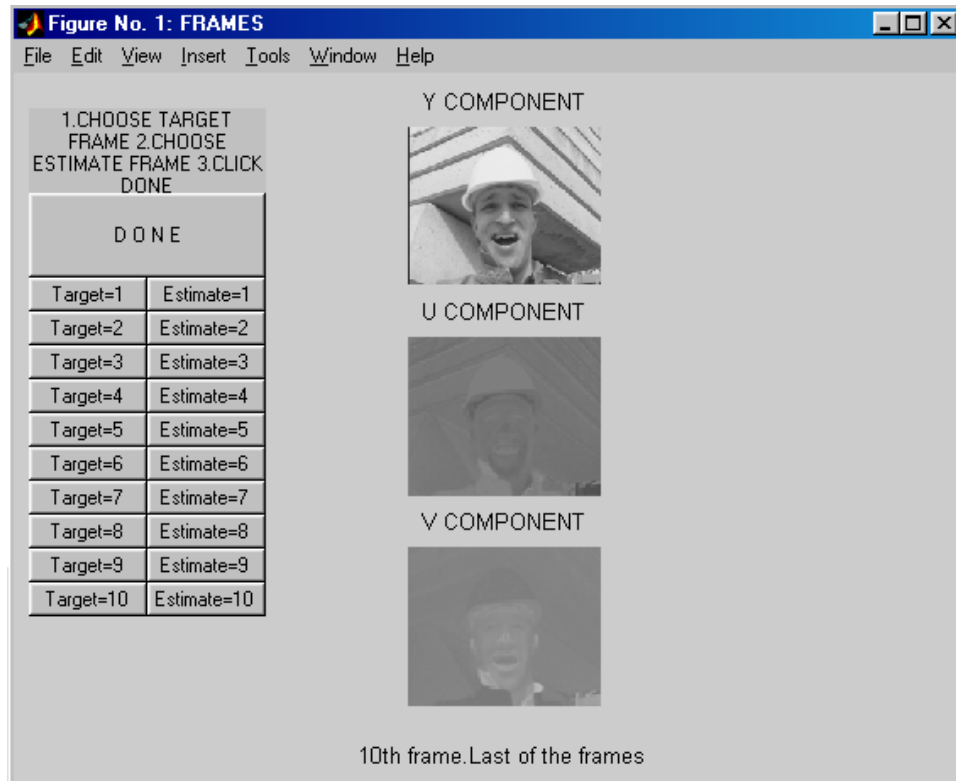 Figure No. 1: FRAMES
File Edit View Insert Tools Window Help
1.CHOOSE TARGET
FRAME 2.CHOOSE
ESTIMATE FRAME 3.CLICK
DONE
D O N E
Target=1 Estimate=1
Target=2 Estimate=2
Target=3 Estimate=3
Target=4 Estimate=4
Target=5 Estimate=5
Target=6 Estimate=6
Target=7 Estimate=7
Target=8 Estimate=8
Target=9 Estimate=9
Target=10 Estimate=10
Y COMPONENT
U COMPONENT
V COMPONENT
10th frame.Last of the frames